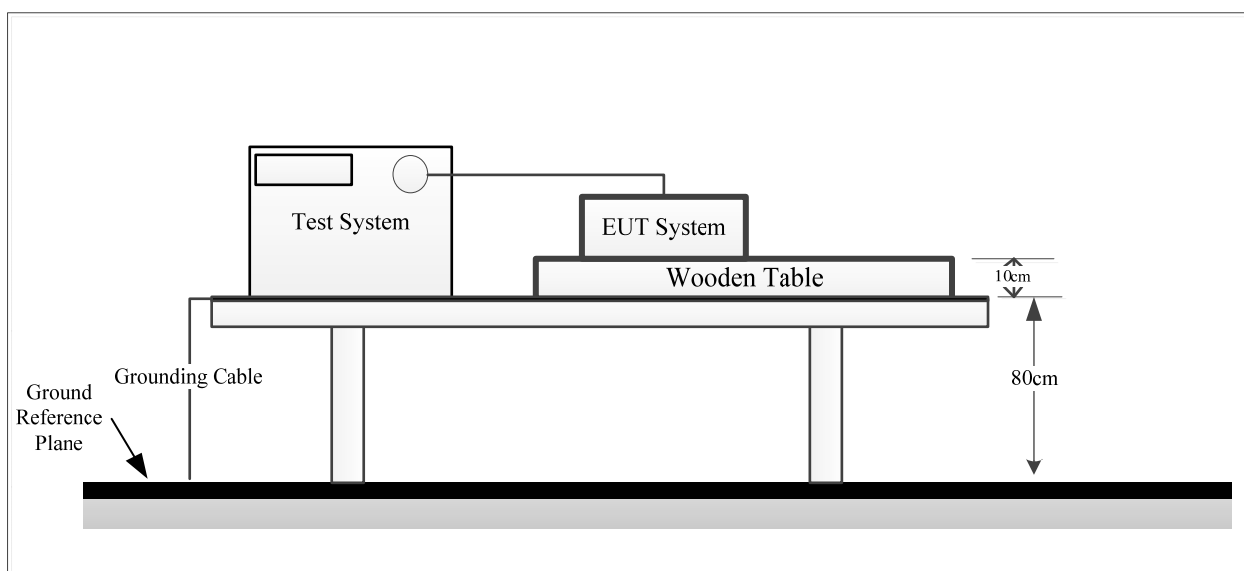 Test System
EUT System
Wooden Table
10cm
Grounding Cable
80cm
Ground
Reference
Plane